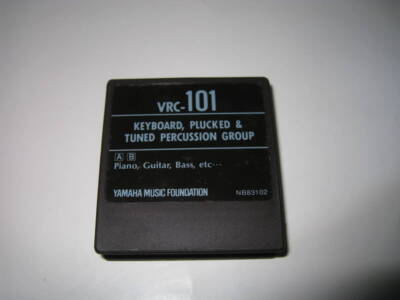 VRC-101
KEYBOARD, PLUCKED &
TUNED PERCUSSION GROUP
A B
Piano, Guitar, Bass, etc…
YAMAHA MUSIC FOUNDATION NB83102